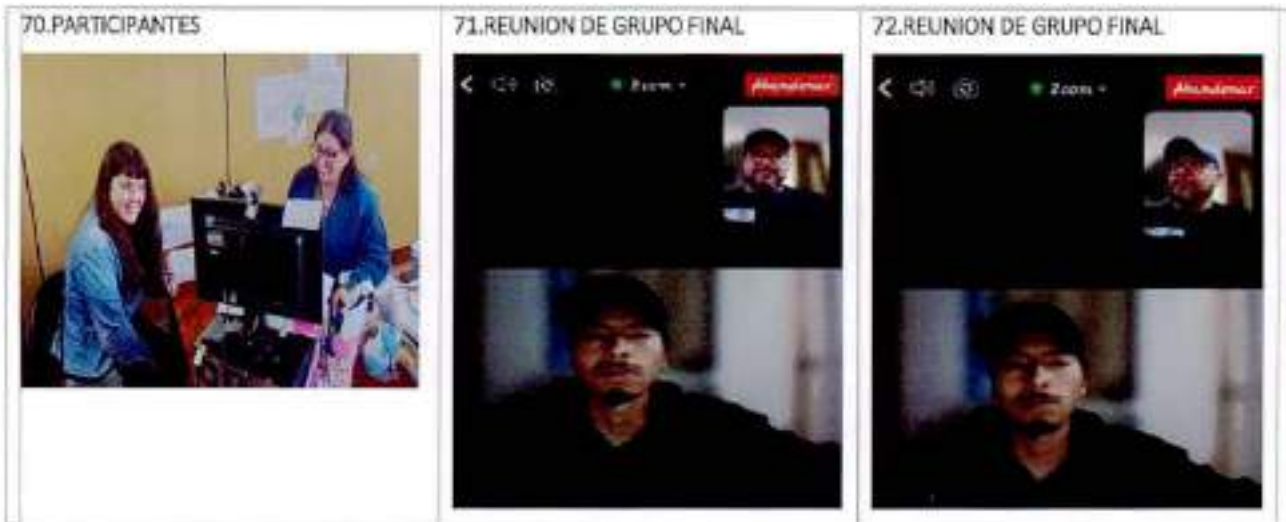 70.PARTICIPANTES
71.REUNION DE GRUPO FINAL
72.REUNION DE GRUPO FINAL
Zoom
Abandonar
Zoom
Abandonar